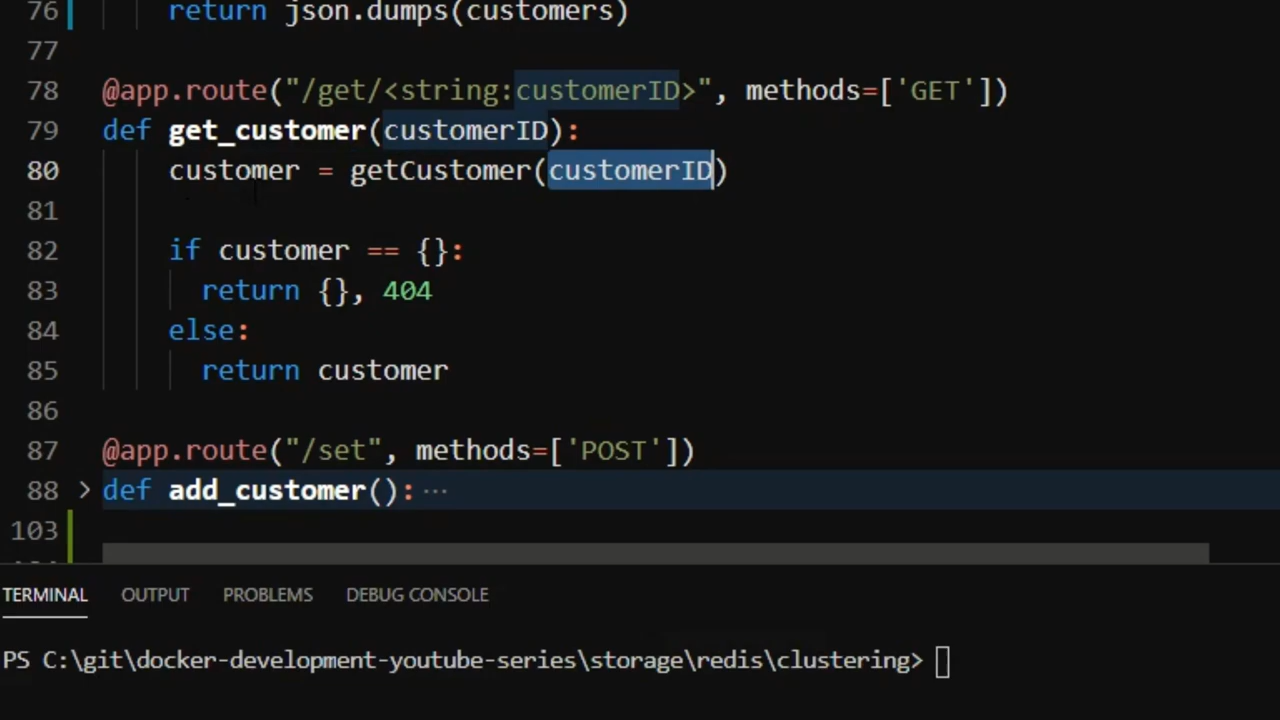 76 return json.dumps(customers)
77
78 @app.route("/get/<string:customerID>", methods=['GET'])
79 def get_customer(customerID):
80 customer = getCustomer(customerID)
81
82 if customer == {}:
83 return {}, 404
84 else:
85 return customer
86
87 @app.route("/set", methods=['POST'])
88 def add_customer(): ···
103
TERMINAL OUTPUT PROBLEMS DEBUG CONSOLE
PS C:\git\docker-development-youtube-series\storage\redis\clustering>